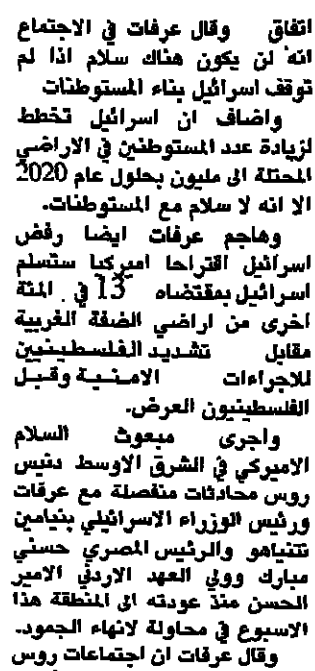 اتفاق وقال عرفات في الاجتماع
انه لن يكون هناك سلام اذا لم
توقف اسرائيل بناء المستوطنات
واضاف ان اسرائيل تخطط
لزيادة عدد المستوطنين في الاراضي
المحتلة الى مليون بحلول عام 2020
الا انه لا سلام مع المستوطنات.
وهاجم عرفات ايضا رفض
اسرائيل اقتراحا اميركيا ستسلم
اسرائيل بمقتضاه 13 في المئة
اخرى من اراضي الضفة الغربية
مقابل تشديد الفلسطينيين
للاجراءات الامنية وقبل
الفلسطينيون العرض.
واجرى مبعوث السلام
الاميركي في الشرق الاوسط دنيس
روس محادثات منفصلة مع عرفات
ورئيس الوزراء الاسرائيلي بنيامين
نتنياهو والرئيس المصري حسني
مبارك وولي العهد الاردني الامير
الحسن منذ عودته الى المنطقة هذا
الاسبوع في محاولة لانهاء الجمود.
وقال عرفات ان اجتماعات روس